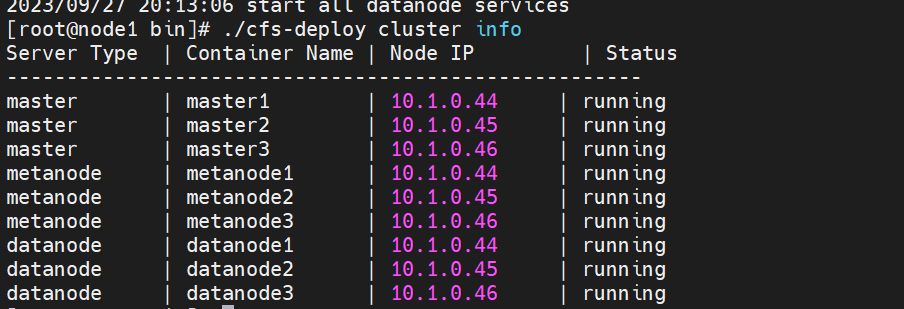 2023/09/27 20:13:06 start all datanode services
[root@node1 bin]# ./cfs-deploy cluster info
Server Type  | Container Name | Node IP         | Status
-----------------------------------------------------
master       | master1        | 10.1.0.44     | running
master       | master2        | 10.1.0.45     | running
master       | master3        | 10.1.0.46     | running
metanode     | metanode1      | 10.1.0.44     | running
metanode     | metanode2      | 10.1.0.45     | running
metanode     | metanode3      | 10.1.0.46     | running
datanode     | datanode1      | 10.1.0.44     | running
datanode     | datanode2      | 10.1.0.45     | running
datanode     | datanode3      | 10.1.0.46     | running